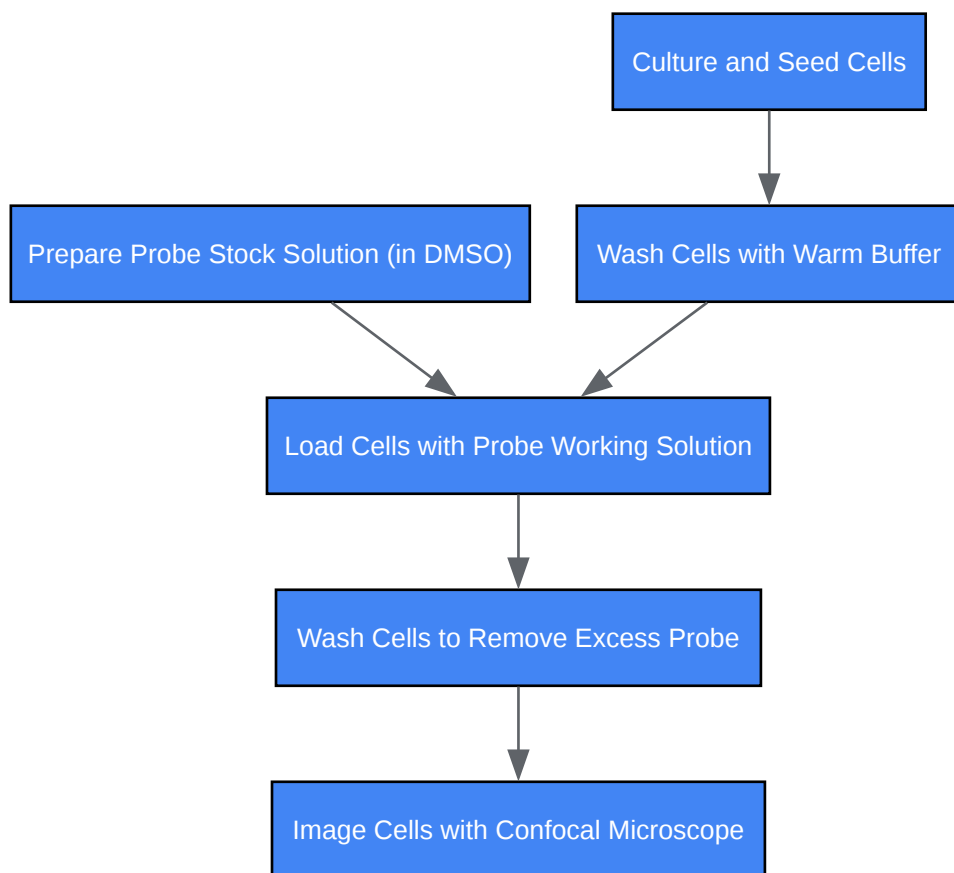 Culture and Seed Cells
Prepare Probe Stock Solution (in DMSO)
Wash Cells with Warm Buffer
Load Cells with Probe Working Solution
Wash Cells to Remove Excess Probe
Image Cells with Confocal Microscope